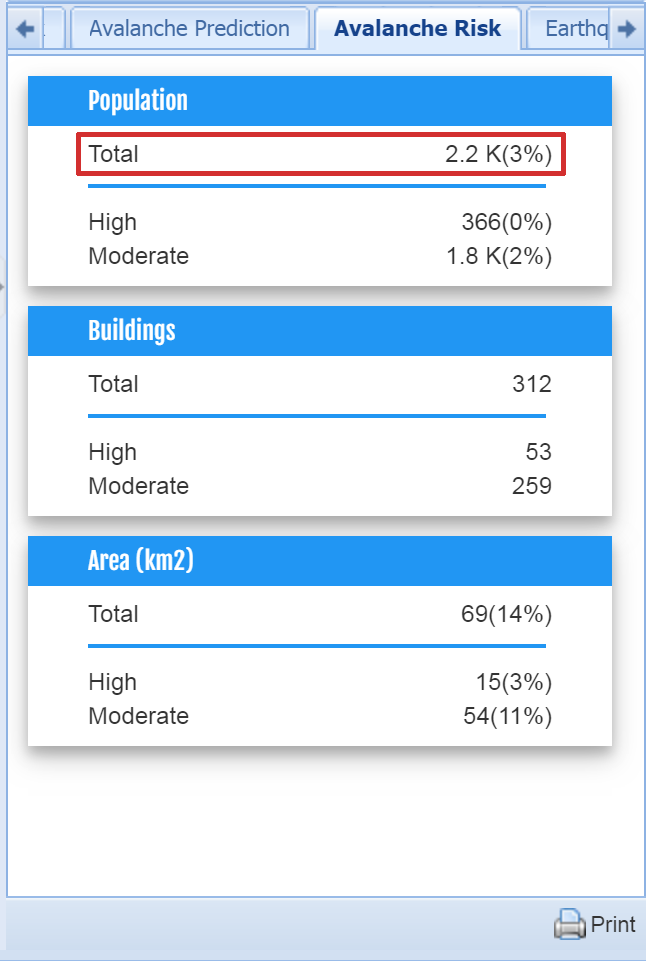 Avalanche Prediction Avalanche Risk Earthq
Population
Total 2.2 K(3%)
High 366(0%)
Moderate 1.8 K(2%)
Buildings
Total 312
High 53
Moderate 259
Area (km2)
Total 69(14%)
High 15(3%)
Moderate 54(11%)
Print